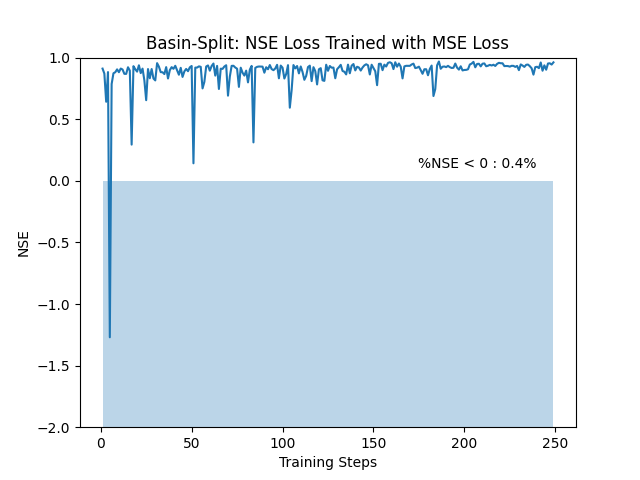 Basin-Split: NSE Loss Trained with MSE Loss
1.0
0.5
%NSE < 0 : 0.4%
0.0
NSE
−0.5
−1.0
−1.5
−2.0
0 50 100 150 200 250
Training Steps